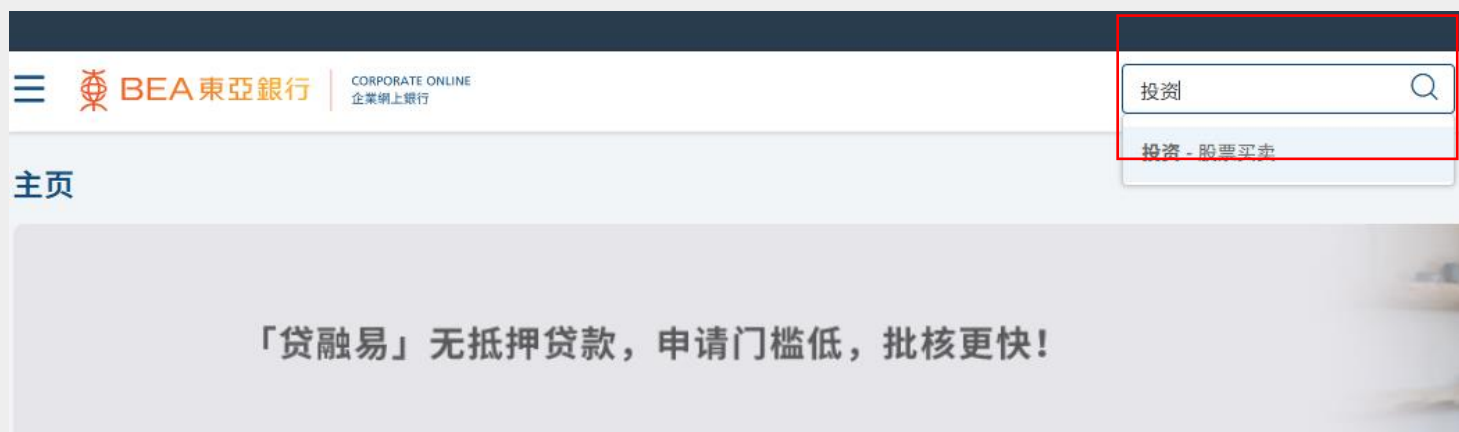 BEA東亞銀行
CORPORATE ONLINE
企業網上銀行
投资
投资 - 股票买卖
主页
「贷融易」无抵押贷款，申请门槛低，批核更快！